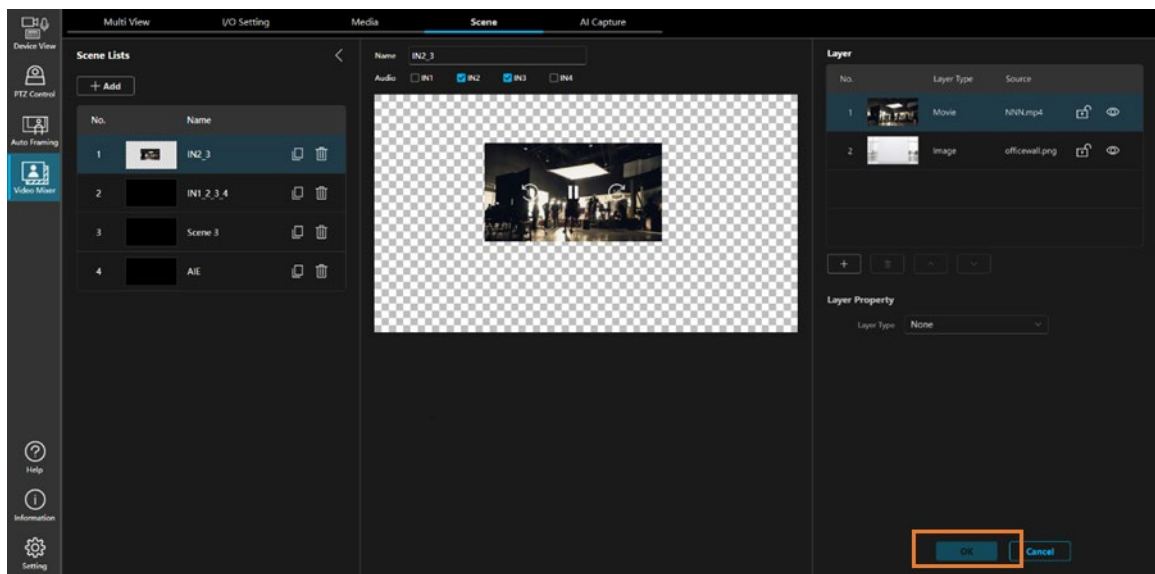 Multi View
I/O Setting
Media
Scene
AI Capture
Device View
PTZ Control
Auto Framing
Video Mixer
Help
Information
Setting
Scene Lists
+ Add
No. Name
1 IN2_3
2 IN1_2_3_4
3 Scene 3
4 AIE
Name IN2_3
Audio IN1 IN2 IN3 IN4
Layer
No. Layer Type Source
1 Movie NNN.mp4
2 Image officewall.png
Layer Property
Layer Type None
OK Cancel